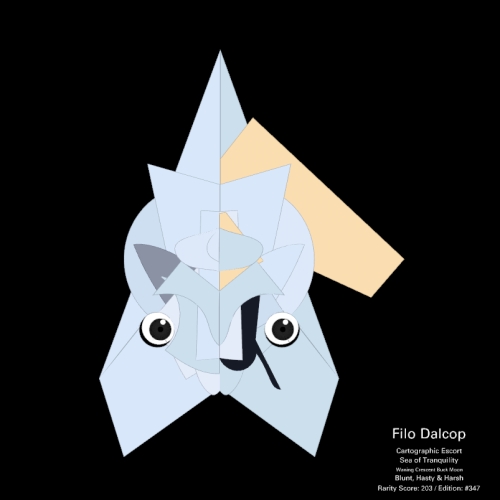 Filo Dalcop
Cartographic Escort
Sea of Tranquility
Waning Crescent Buck Moon
Blunt, Hasty & Harsh
Rarity Score: 203 / Edition: #347